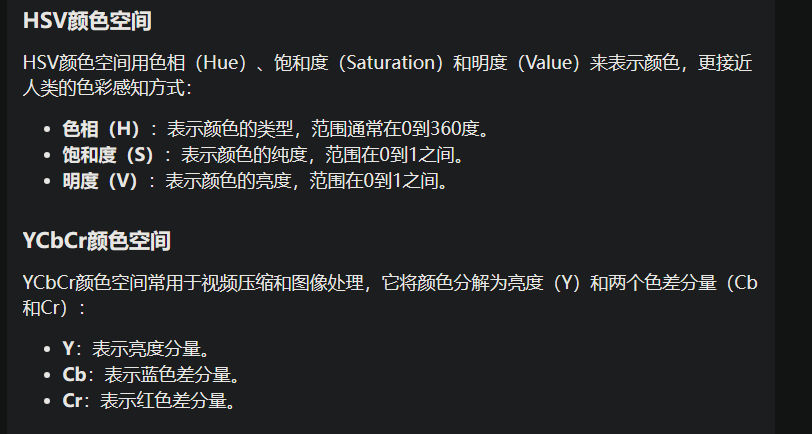 HSV颜色空间
HSV颜色空间用色相（Hue）、饱和度（Saturation）和明度（Value）来表示颜色，更接近
人类的色彩感知方式：
• 色相（H）：表示颜色的类型，范围通常在0到360度。
• 饱和度（S）：表示颜色的纯度，范围在0到1之间。
• 明度（V）：表示颜色的亮度，范围在0到1之间。
YCbCr颜色空间
YCbCr颜色空间常用于视频压缩和图像处理，它将颜色分解为亮度（Y）和两个色差分量（Cb
和Cr）：
• Y：表示亮度分量。
• Cb：表示蓝色差分量。
• Cr：表示红色差分量。